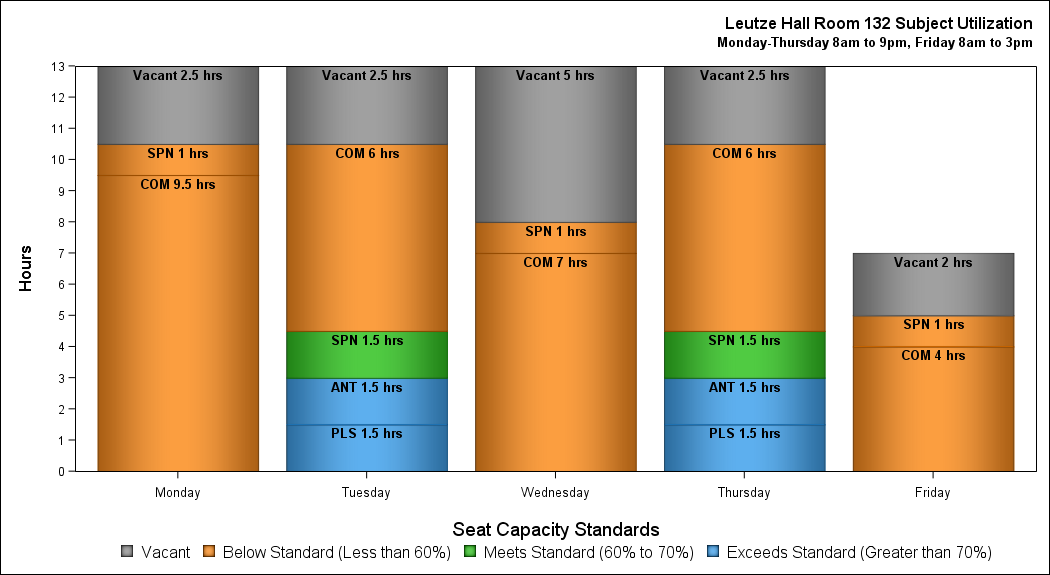 Leutze Hall Room 132 Subject Utilization
Monday-Thursday 8am to 9pm, Friday 8am to 3pm
Hours
13
12
11
10
9
8
7
6
5
4
3
2
1
0
Vacant 2.5 hrs
SPN 1 hrs
COM 9.5 hrs
Vacant 2.5 hrs
COM 6 hrs
SPN 1.5 hrs
ANT 1.5 hrs
PLS 1.5 hrs
Vacant 5 hrs
SPN 1 hrs
COM 7 hrs
Vacant 2.5 hrs
COM 6 hrs
SPN 1.5 hrs
ANT 1.5 hrs
PLS 1.5 hrs
Vacant 2 hrs
SPN 1 hrs
COM 4 hrs
Monday Tuesday Wednesday Thursday Friday
Seat Capacity Standards
Vacant Below Standard (Less than 60%) Meets Standard (60% to 70%) Exceeds Standard (Greater than 70%)